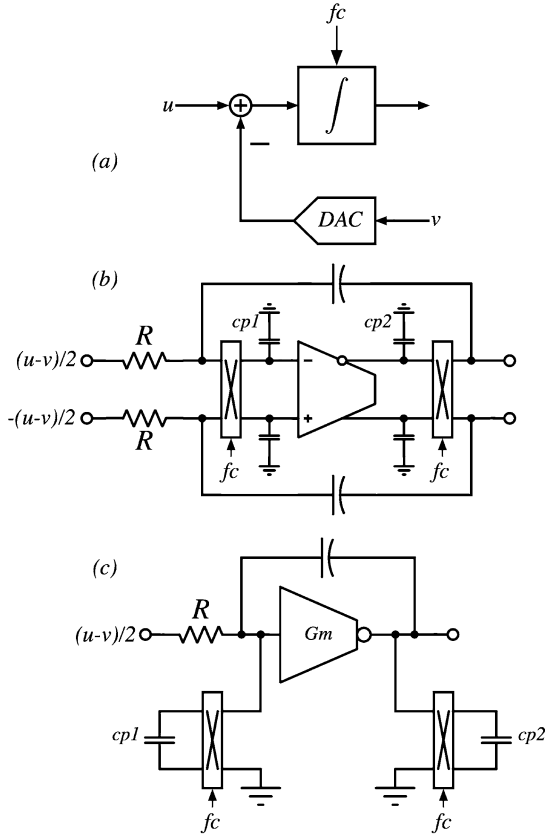 fc
u
+
∫
−
(a)
DAC
v
(b)
cp1
cp2
R
(u-v)/2
−
+
-(u-v)/2
R
fc
fc
(c)
R
(u-v)/2
Gm
cp1
cp2
fc
fc